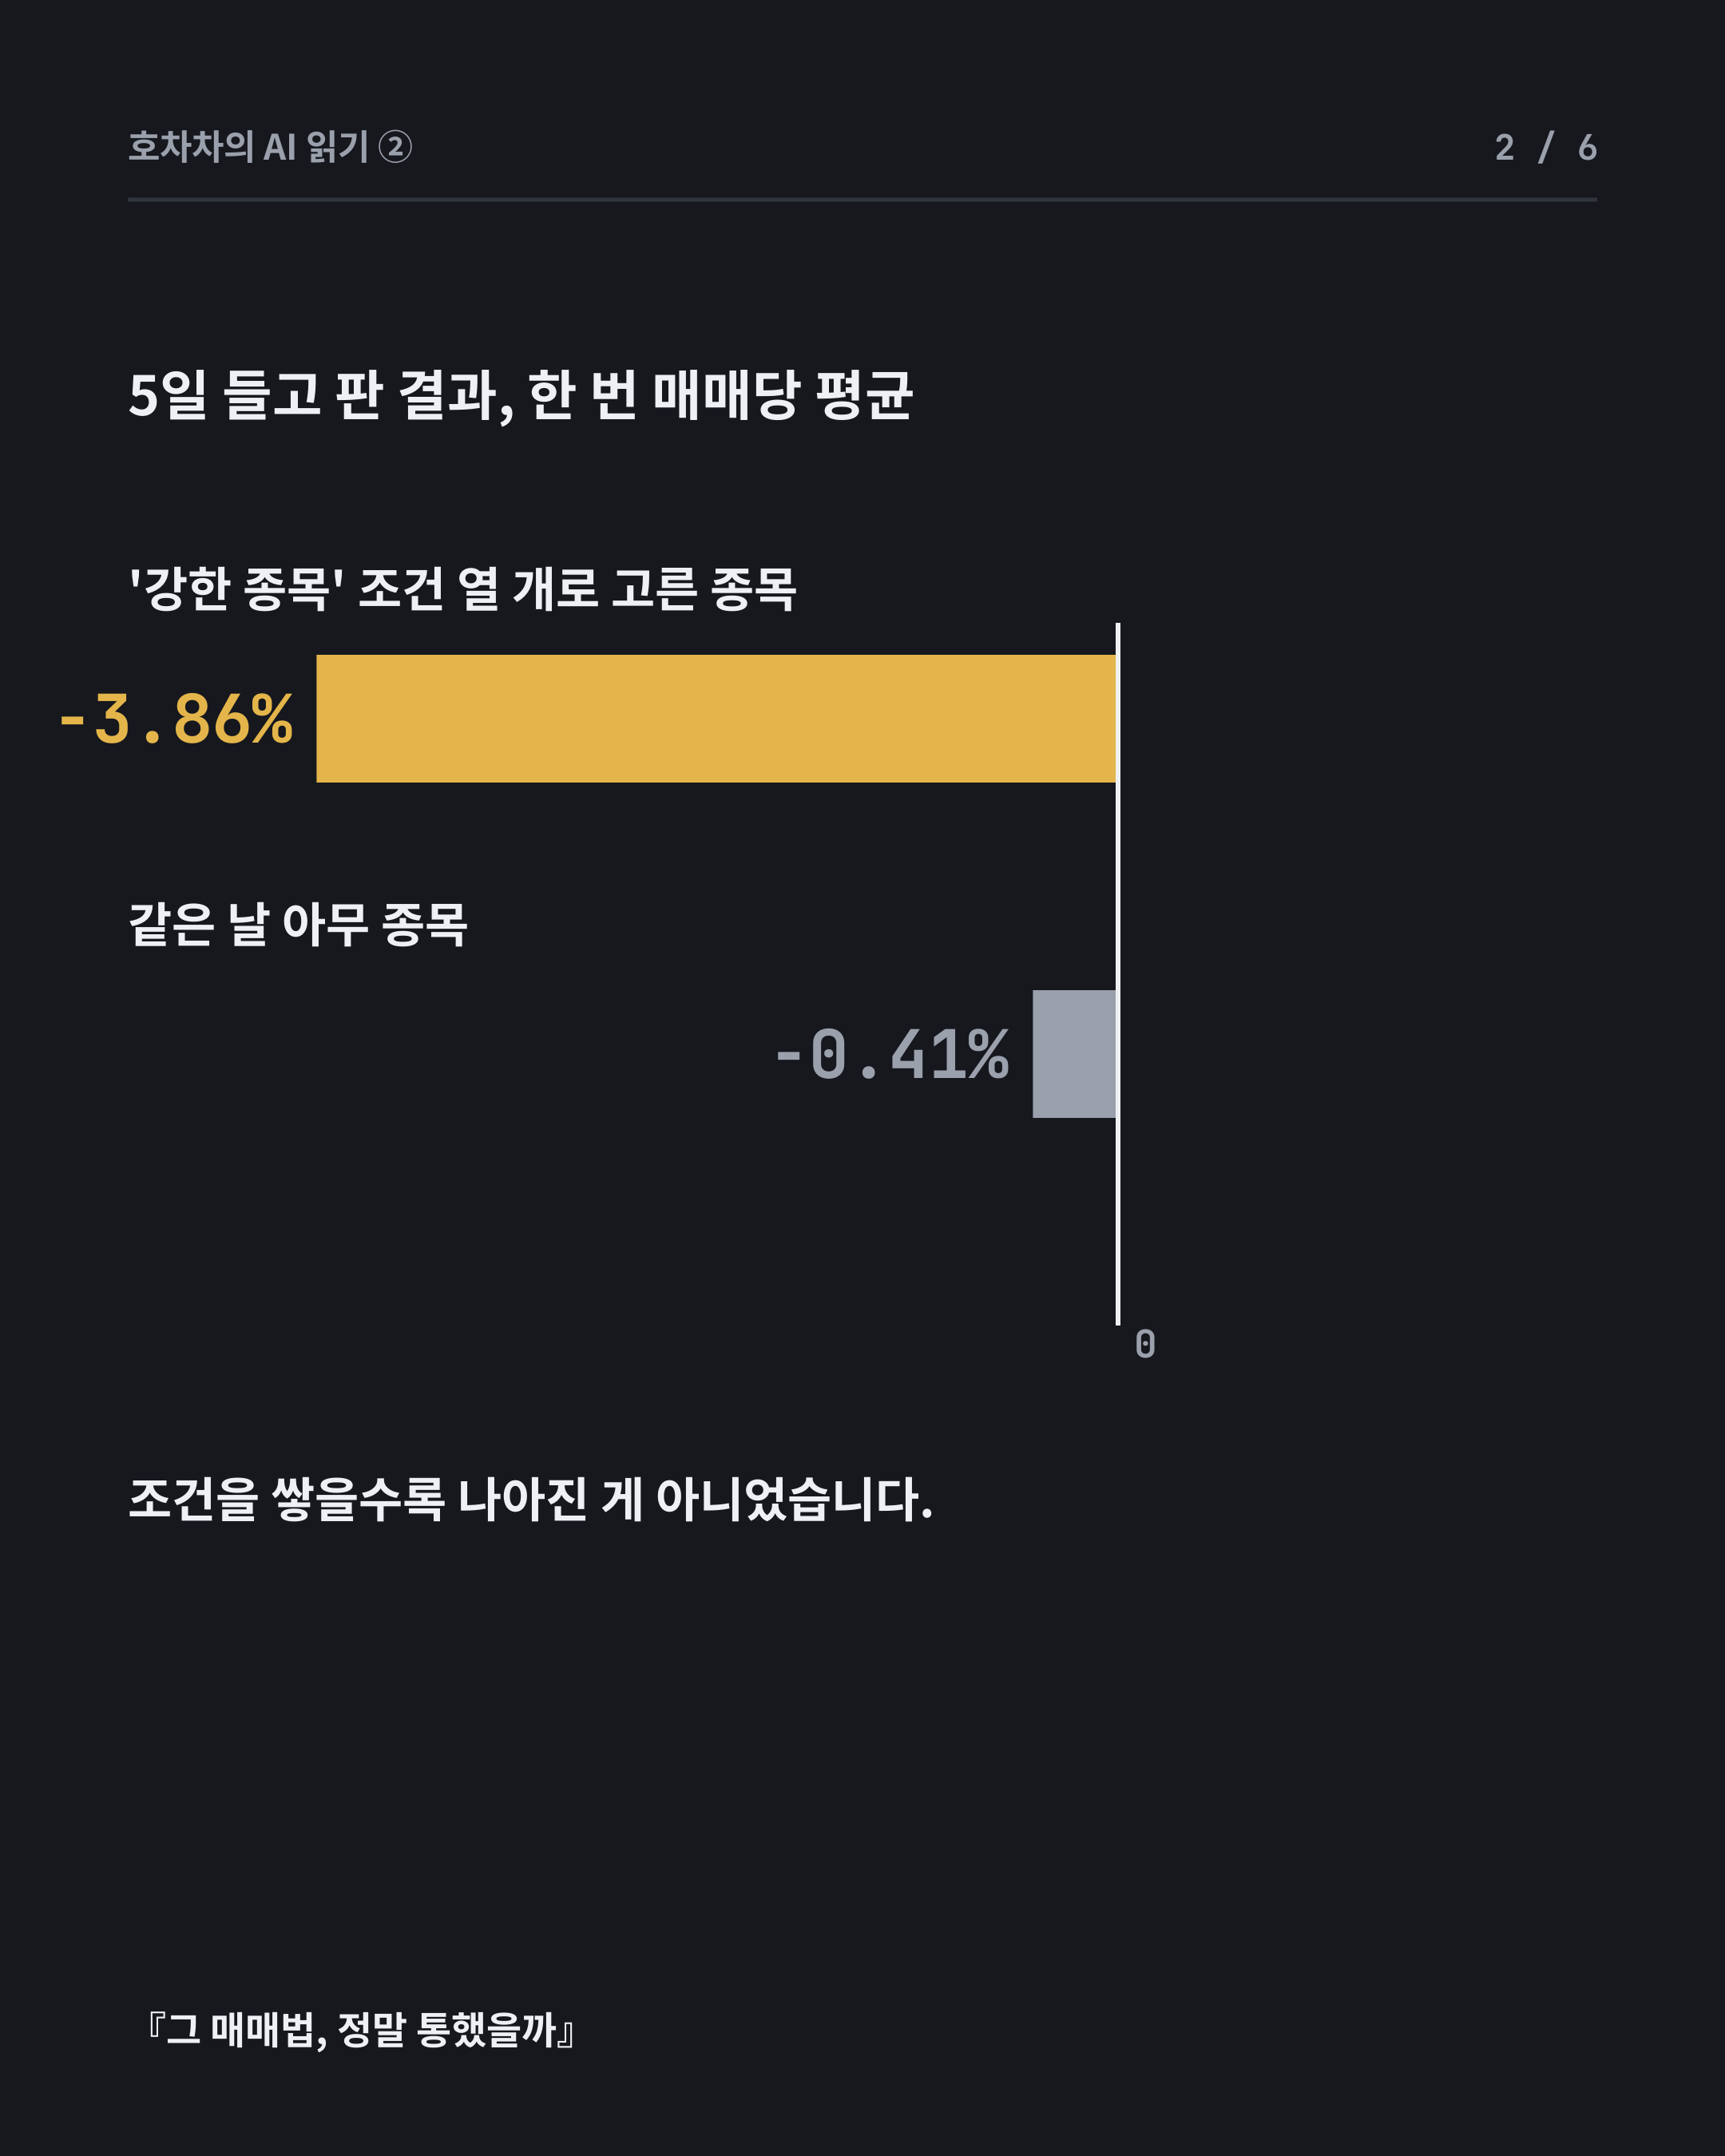 호차차의 AI 읽기 ②
2 / 6
5일 들고 판 결과, 한 번 매매당 평균
'강한 종목' 조건 열 개로 고른 종목
-3.86%
같은 날 아무 종목
-0.41%
0
조건을 쌓을수록 나아진 게 아니었습니다.
『그 매매법, 정말 통했을까』